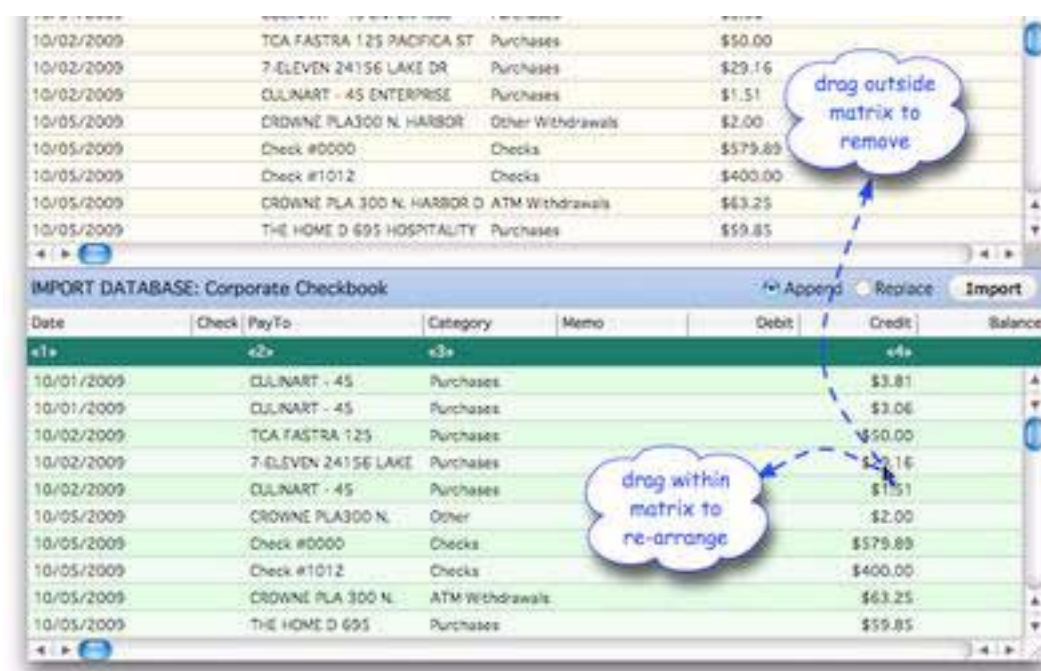 10/02/2009 TCA FASTRA 125 PACIFICA ST Purchases $50.00
10/02/2009 7-ELEVEN 24156 LAKE DR Purchases $29.16
10/02/2009 CULINART - 45 ENTERPRISE Purchases $1.51
10/05/2009 CROWNE PLA300 N. HARBOR Other Withdrawals $2.00
10/05/2009 Check #0000 Checks $579.89
10/05/2009 Check #1012 Checks $400.00
10/05/2009 CROWNE PLA 300 N. HARBOR D ATM Withdrawals $63.25
10/05/2009 THE HOME D 695 HOSPITALITY Purchases $59.85
drag outside
matrix to
remove
IMPORT DATABASE: Corporate Checkbook Append Replace Import
Date Check PayTo Category Memo Debit Credit Balance
«1» «2» «3» «4»
10/01/2009 CULINART - 45 Purchases $3.81
10/01/2009 CULINART - 45 Purchases $3.06
10/02/2009 TCA FASTRA 125 Purchases $50.00
10/02/2009 7-ELEVEN 24156 LAKE Purchases
10/02/2009 CULINART - 45 Purchases $1.51
10/05/2009 CROWNE PLA300 N. Other $2.00
10/05/2009 Check #0000 Checks $579.89
10/05/2009 Check #1012 Checks $400.00
10/05/2009 CROWNE PLA 300 N. ATM Withdrawals $63.25
10/05/2009 THE HOME D 695 Purchases $59.85
drag within
matrix to
re-arrange